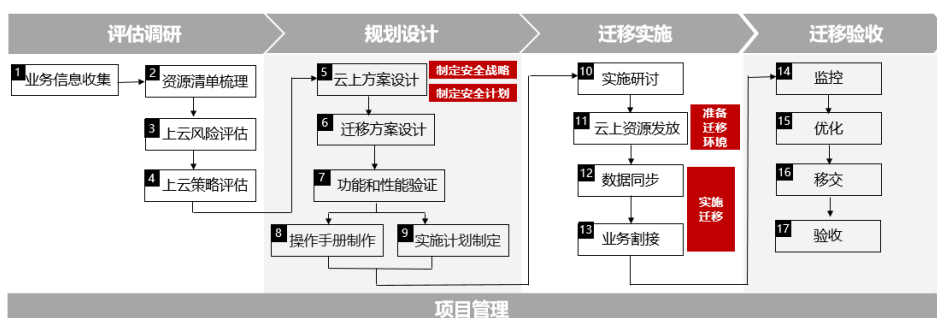 评估调研
规划设计
迁移实施
迁移验收
1 业务信息收集
2 资源清单梳理
3 上云风险评估
4 上云策略评估
5 云上方案设计
制定安全战略
制定安全计划
6 迁移方案设计
7 功能和性能验证
8 操作手册制作
9 实施计划制定
10 实施研讨
11 云上资源发放
准备
迁移
环境
12 数据同步
实施
迁移
13 业务割接
14 监控
15 优化
16 移交
17 验收
项目管理